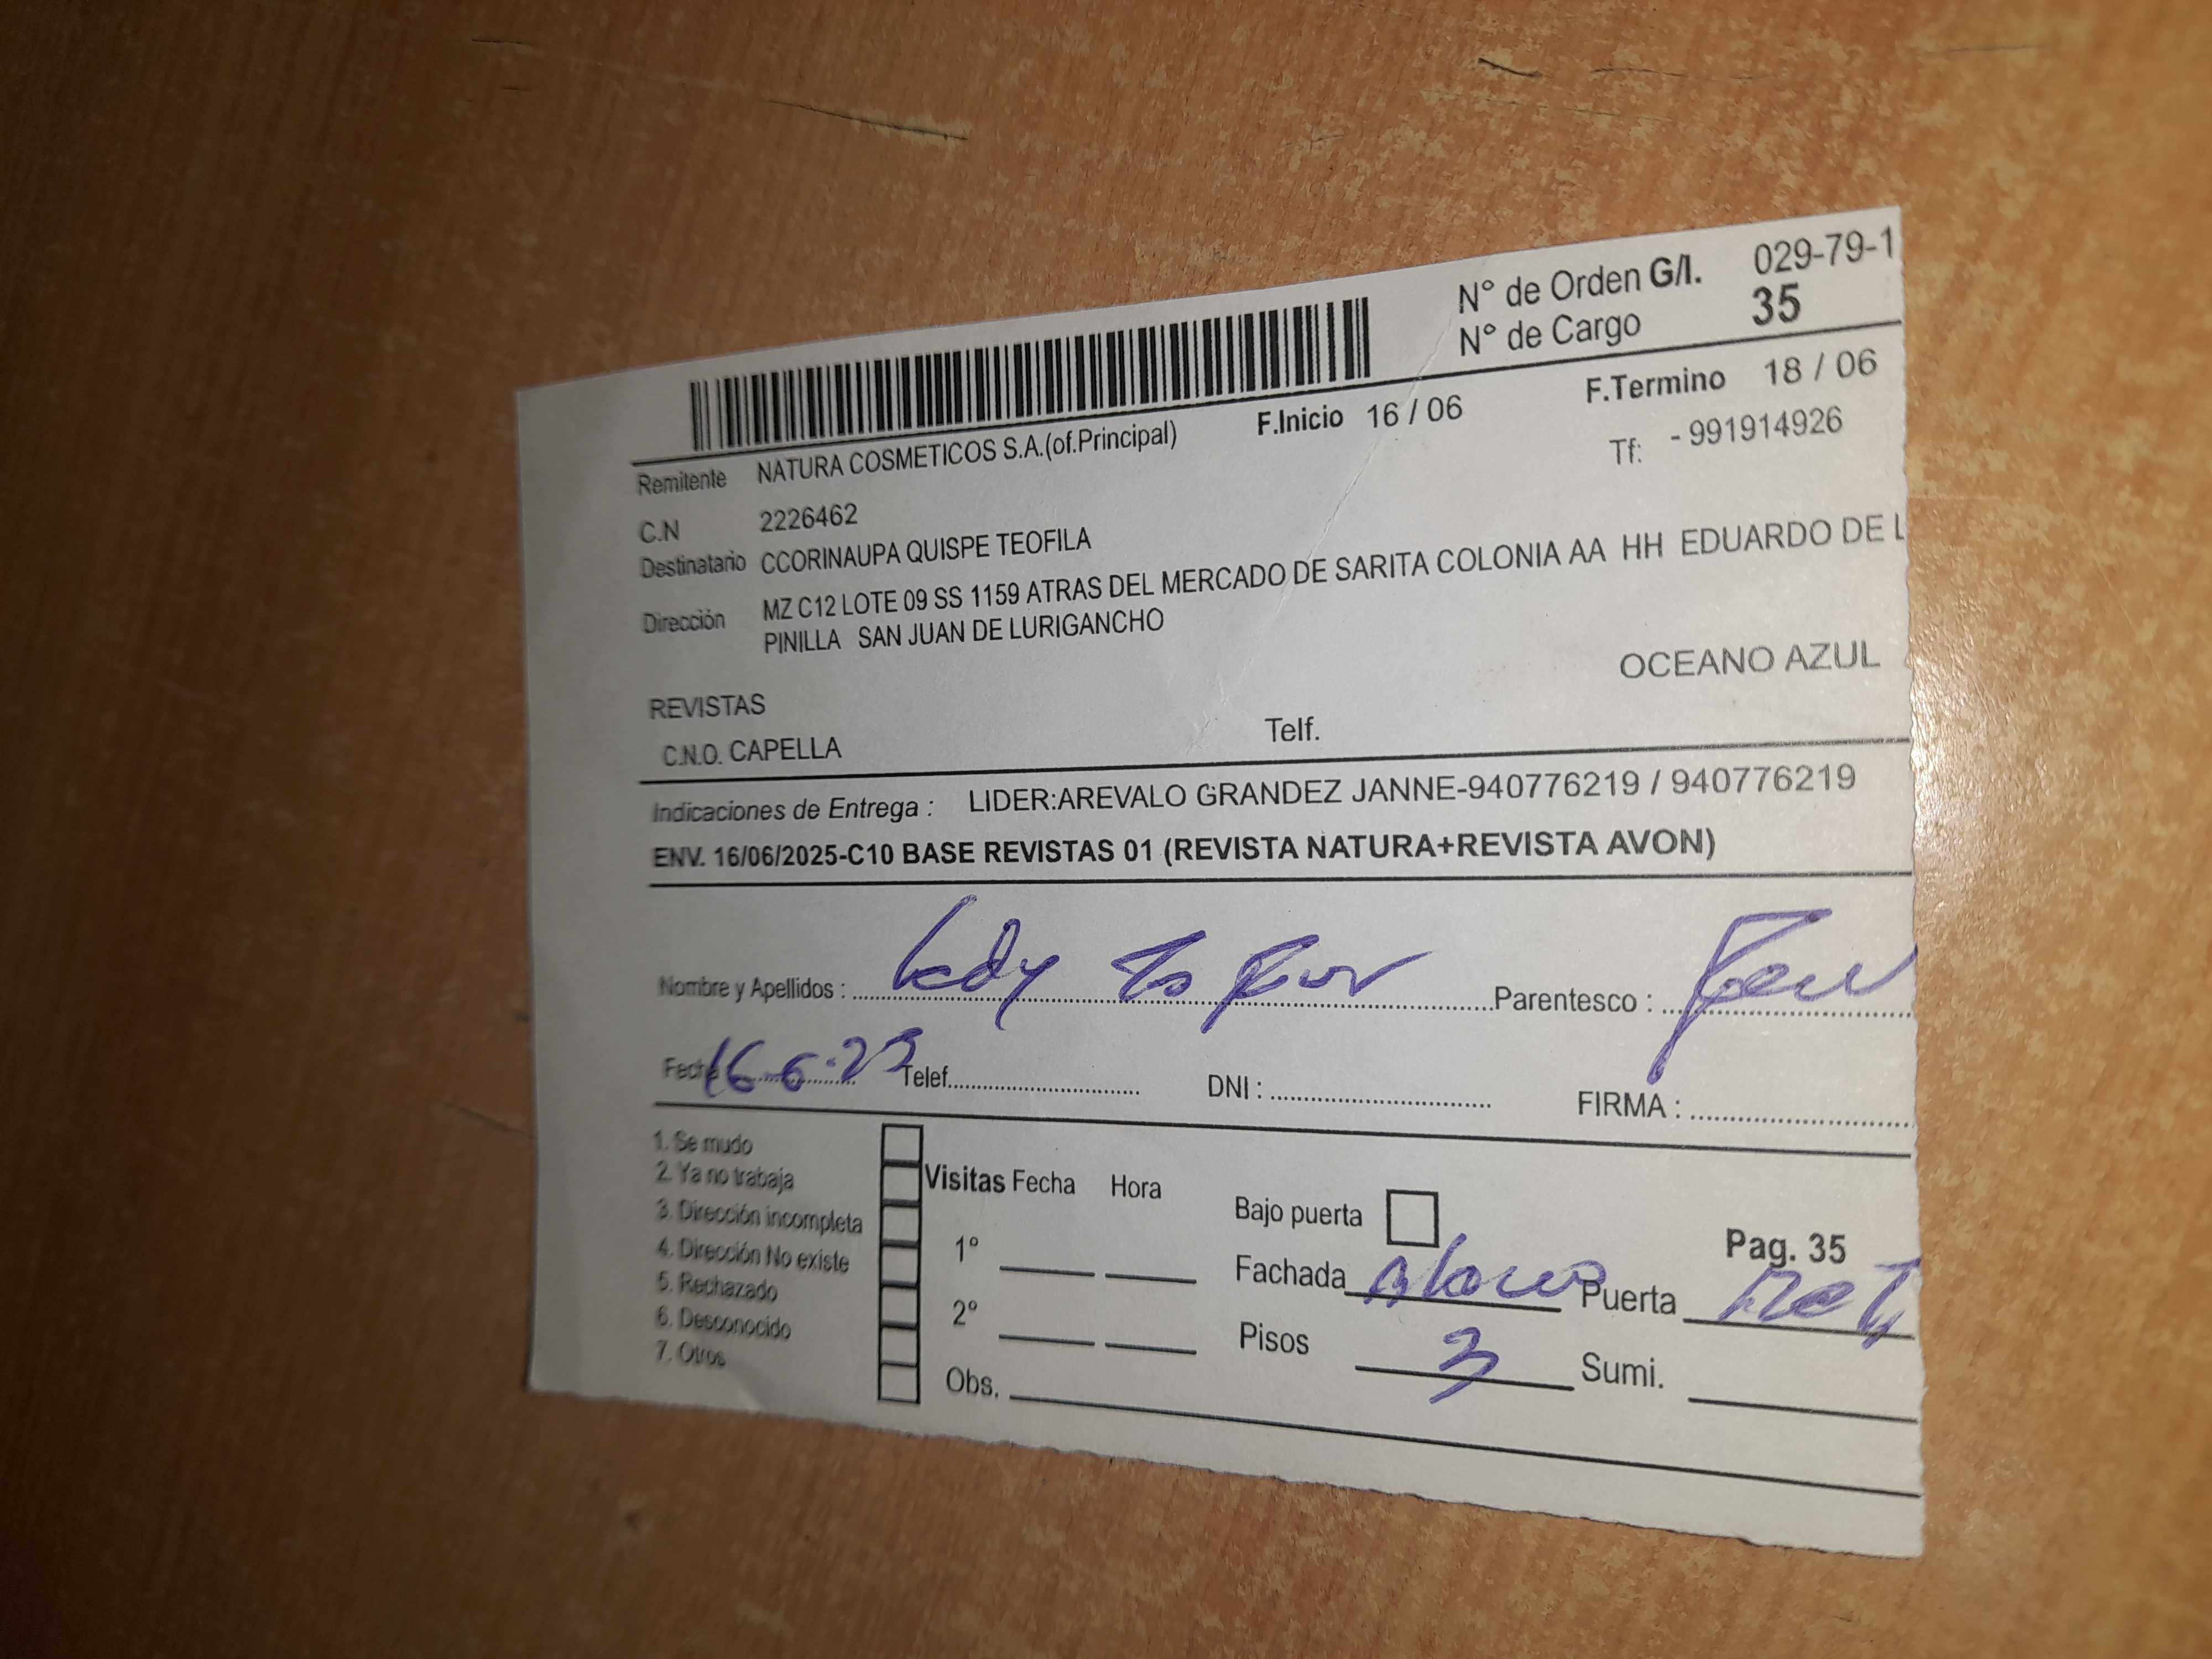 N° de Orden G/I. 029-79-1
N° de Cargo 35
F.Inicio 16 / 06 F.Termino 18 / 06
Remitente NATURA COSMETICOS S.A.(of.Principal) Tf: - 991914926
C.N 2226462
Destinatario CCORINAUPA QUISPE TEOFILA
Dirección MZ C12 LOTE 09 SS 1159 ATRAS DEL MERCADO DE SARITA COLONIA AA HH EDUARDO DE L
PINILLA SAN JUAN DE LURIGANCHO
OCEANO AZUL
REVISTAS
C.N.O. CAPELLA Telf.
Indicaciones de Entrega : LIDER:AREVALO GRANDEZ JANNE-940776219 / 940776219
ENV. 16/06/2025-C10 BASE REVISTAS 01 (REVISTA NATURA+REVISTA AVON)
Nombre y Apellidos : Parentesco :
Fecha 16-6-25 Telef. DNI : FIRMA :
1. Se mudo
2. Ya no trabaja
3. Dirección incompleta
4. Dirección No existe
5. Rechazado
6. Desconocido
7. Otros
Visitas Fecha Hora
1°
2°
Obs.
Bajo puerta
Fachada Puerta
Pisos 3 Sumi.
Pag. 35